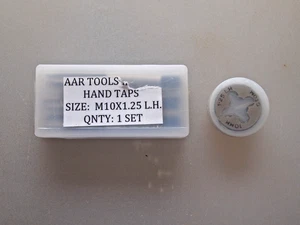 AAR TOOLS
HAND TAPS
SIZE: M10X1.25 L.H.
QNTY: 1 SET